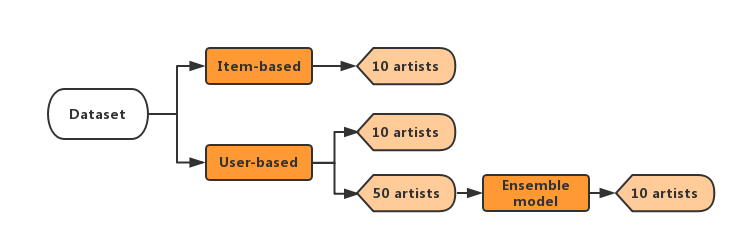 Item-based
10 artists
Dataset
10 artists
User-based
50 artists
Ensemble
model
10 artists